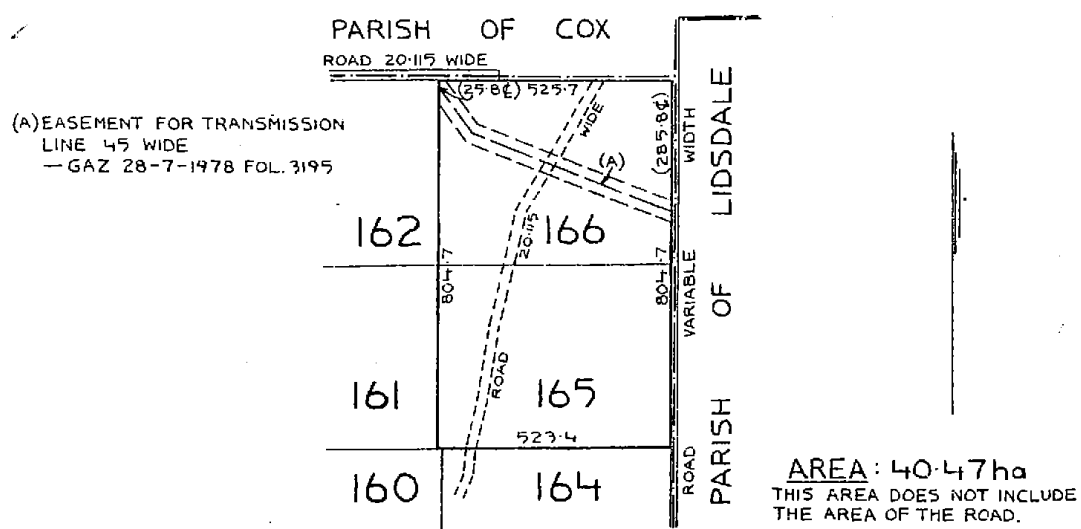 PARISH OF COX
ROAD 20·115 WIDE
(25·8₵) 525·7
(A) EASEMENT FOR TRANSMISSION
LINE 45 WIDE
— GAZ 28-7-1978 FOL. 3195
WIDE
(A)
(285·8₵)
WIDTH
PARISH OF LIDSDALE
162
166
20·115
804·7
804·7
VARIABLE
161
165
ROAD
523·4
160
164
ROAD
AREA : 40·47ha
THIS AREA DOES NOT INCLUDE
THE AREA OF THE ROAD.